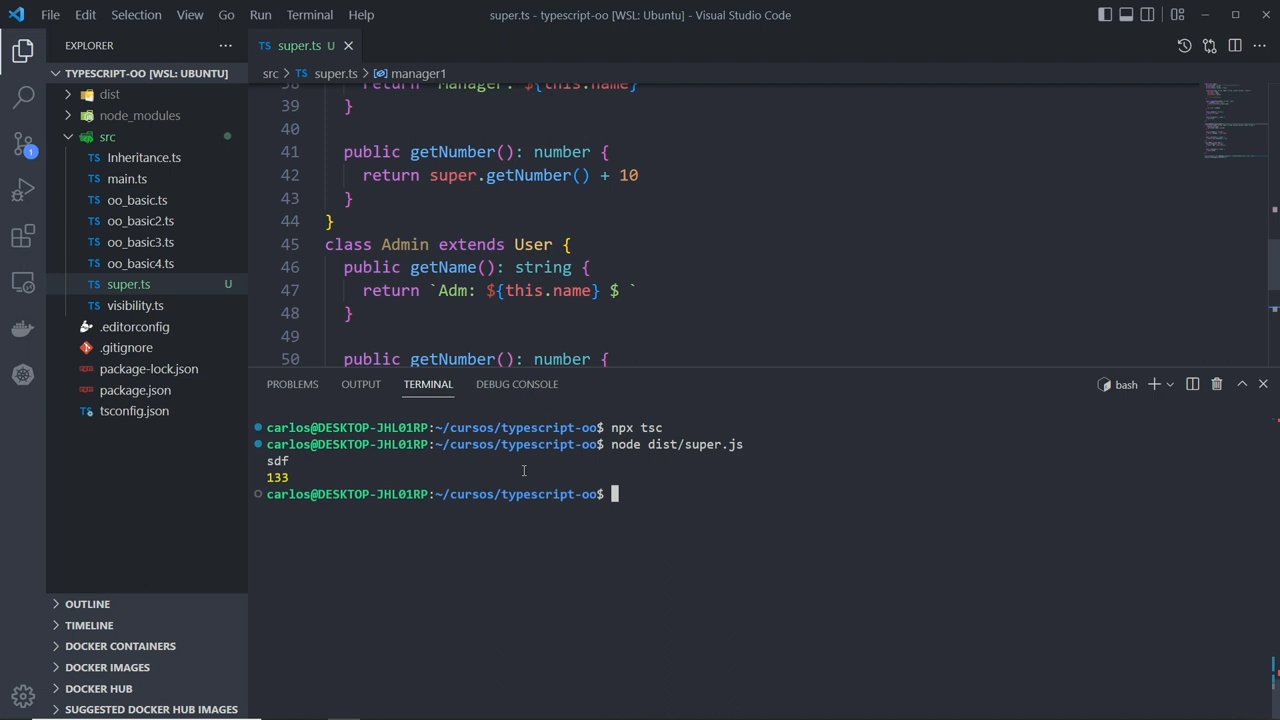 File Edit Selection View Go Run Terminal Help super.ts - typescript-oo [WSL: Ubuntu] - Visual Studio Code
EXPLORER
TYPESCRIPT-OO [WSL: UBUNTU]
dist
node_modules
src
TS Inheritance.ts
TS main.ts
TS oo_basic.ts
TS oo_basic2.ts
TS oo_basic3.ts
TS oo_basic4.ts
TS super.ts U
TS visibility.ts
.editorconfig
.gitignore
package-lock.json
package.json
tsconfig.json
OUTLINE
TIMELINE
DOCKER CONTAINERS
DOCKER IMAGES
DOCKER HUB
SUGGESTED DOCKER HUB IMAGES
1
TS super.ts U
src > TS super.ts > manager1
38 return `Manager: ${this.name}`
39 }
40
41 public getNumber(): number {
42 return super.getNumber() + 10
43 }
44 }
45 class Admin extends User {
46 public getName(): string {
47 return `Adm: ${this.name} $ `
48 }
49
50 public getNumber(): number {
PROBLEMS OUTPUT TERMINAL DEBUG CONSOLE bash
carlos@DESKTOP-JHL01RP:~/cursos/typescript-oo$ npx tsc
carlos@DESKTOP-JHL01RP:~/cursos/typescript-oo$ node dist/super.js
sdf
133
carlos@DESKTOP-JHL01RP:~/cursos/typescript-oo$